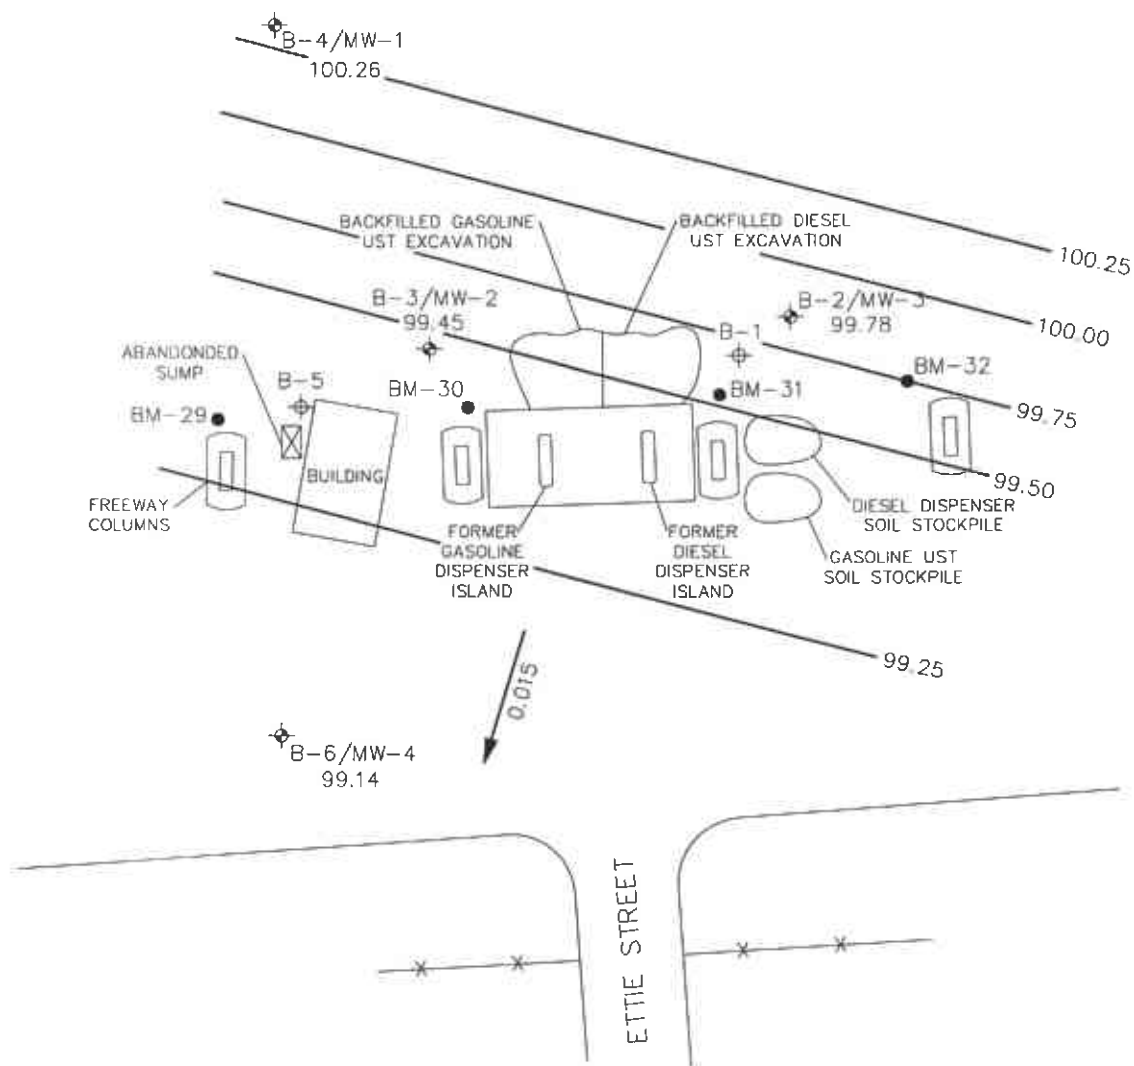 B-4/MW-1
100.26
100.25
BACKFILLED GASOLINE
UST EXCAVATION
BACKFILLED DIESEL
UST EXCAVATION
100.00
B-3/MW-2
99.45
B-2/MW-3
99.78
B-1
ABANDONDED
SUMP
B-5
BM-29
BM-30
BM-31
BM-32
99.75
BUILDING
99.50
FREEWAY
COLUMNS
FORMER
GASOLINE
DISPENSER
ISLAND
FORMER
DIESEL
DISPENSER
ISLAND
DIESEL DISPENSER
SOIL STOCKPILE
GASOLINE UST
SOIL STOCKPILE
99.25
0.015
B-6/MW-4
99.14
ETTIE STREET